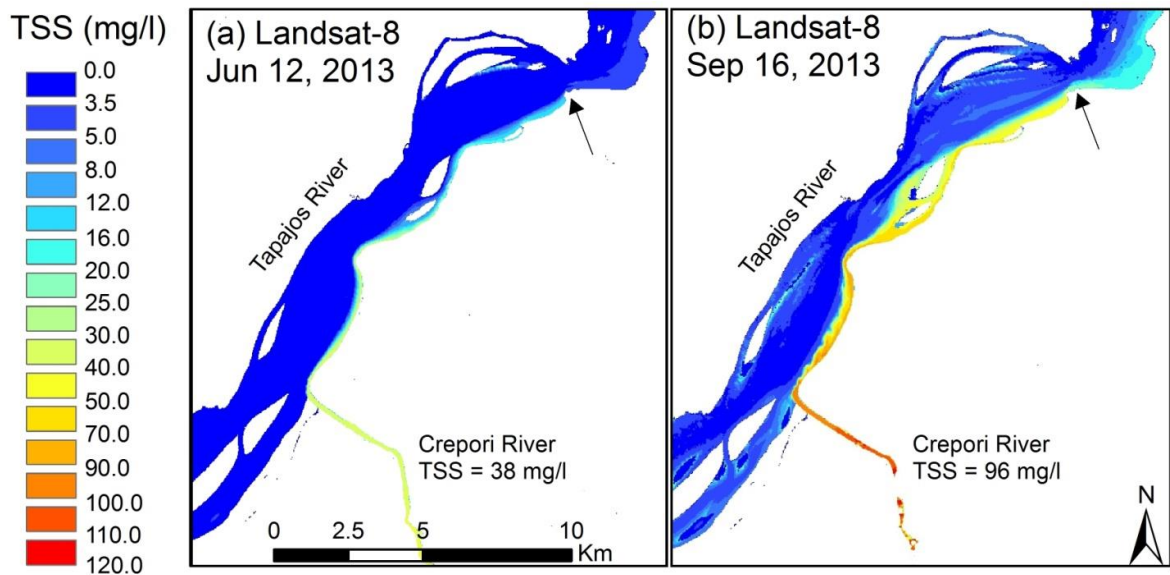 TSS (mg/l)
0.0
3.5
5.0
8.0
12.0
16.0
20.0
25.0
30.0
40.0
50.0
70.0
90.0
100.0
110.0
120.0
(a) Landsat-8
Jun 12, 2013
Tapajos River
Crepori River
TSS = 38 mg/l
0 2.5 5 10
Km
(b) Landsat-8
Sep 16, 2013
Tapajos River
Crepori River
TSS = 96 mg/l
N